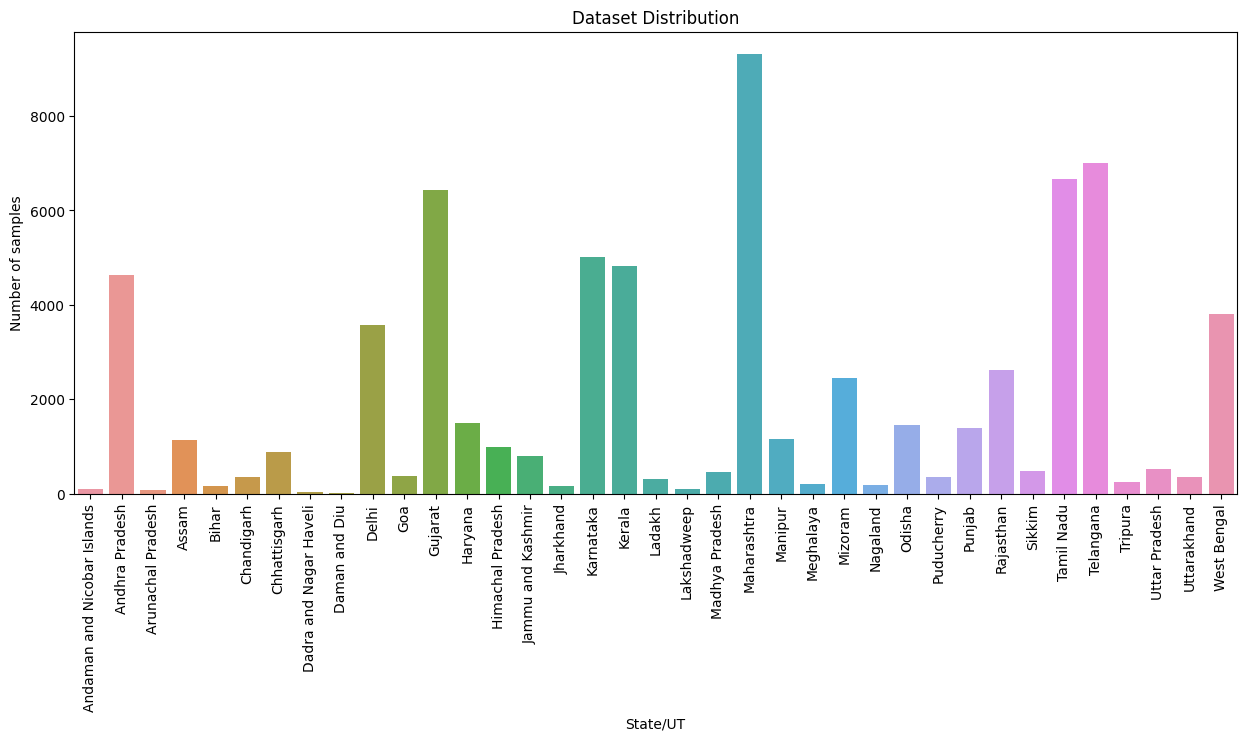 Dataset Distribution
Number of samples
8000
6000
4000
2000
0
Andaman and Nicobar Islands
Andhra Pradesh
Arunachal Pradesh
Assam
Bihar
Chandigarh
Chhattisgarh
Dadra and Nagar Haveli
Daman and Diu
Delhi
Goa
Gujarat
Haryana
Himachal Pradesh
Jammu and Kashmir
Jharkhand
Karnataka
Kerala
Ladakh
Lakshadweep
Madhya Pradesh
Maharashtra
Manipur
Meghalaya
Mizoram
Nagaland
Odisha
Puducherry
Punjab
Rajasthan
Sikkim
Tamil Nadu
Telangana
Tripura
Uttar Pradesh
Uttarakhand
West Bengal
State/UT